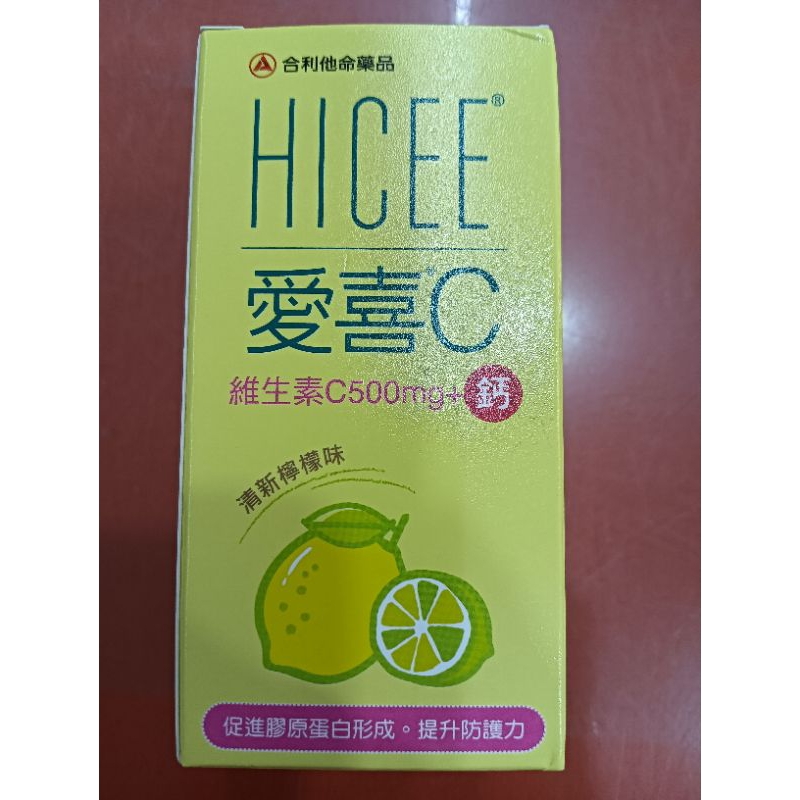 合利他命藥品
HICEE®
愛喜C
維生素C500mg+鈣
清新檸檬味
促進膠原蛋白形成。提升防護力